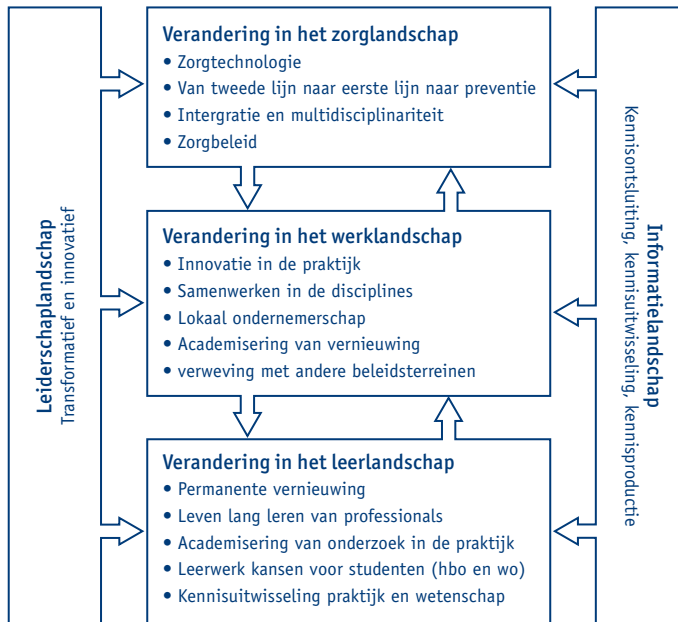 Leiderschaplandschap
Transformatief en innovatief
Verandering in het zorglandschap
• Zorgtechnologie
• Van tweede lijn naar eerste lijn naar preventie
• Intergratie en multidisciplinariteit
• Zorgbeleid
Verandering in het werklandschap
• Innovatie in de praktijk
• Samenwerken in de disciplines
• Lokaal ondernemerschap
• Academisering van vernieuwing
• verweving met andere beleidsterreinen
Verandering in het leerlandschap
• Permanente vernieuwing
• Leven lang leren van professionals
• Academisering van onderzoek in de praktijk
• Leerwerk kansen voor studenten (hbo en wo)
• Kennisuitwisseling praktijk en wetenschap
Informatielandschap
Kennisontsluiting, kennisuitwisseling, kennisproductie